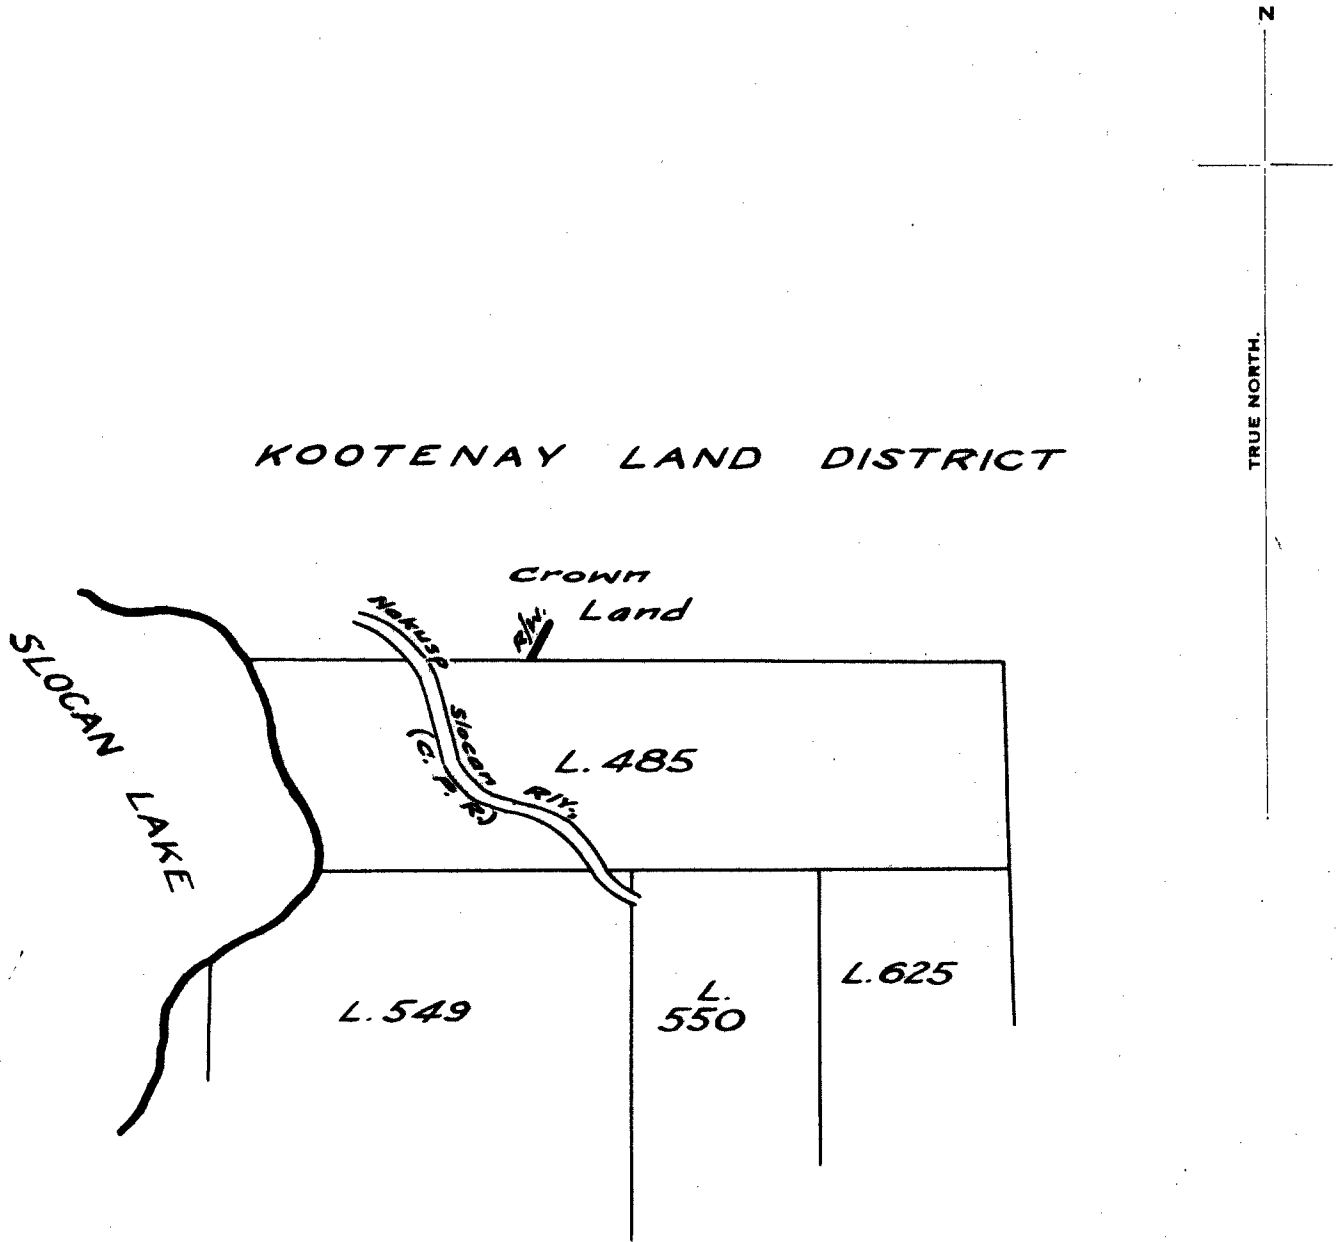 N
TRUE NORTH.
KOOTENAY LAND DISTRICT
Crown
Land
R/W.
SLOCAN LAKE
Nakusp
Slocan
Rly.,
(C. P. R.)
L. 485
L. 549
L.
550
L. 625